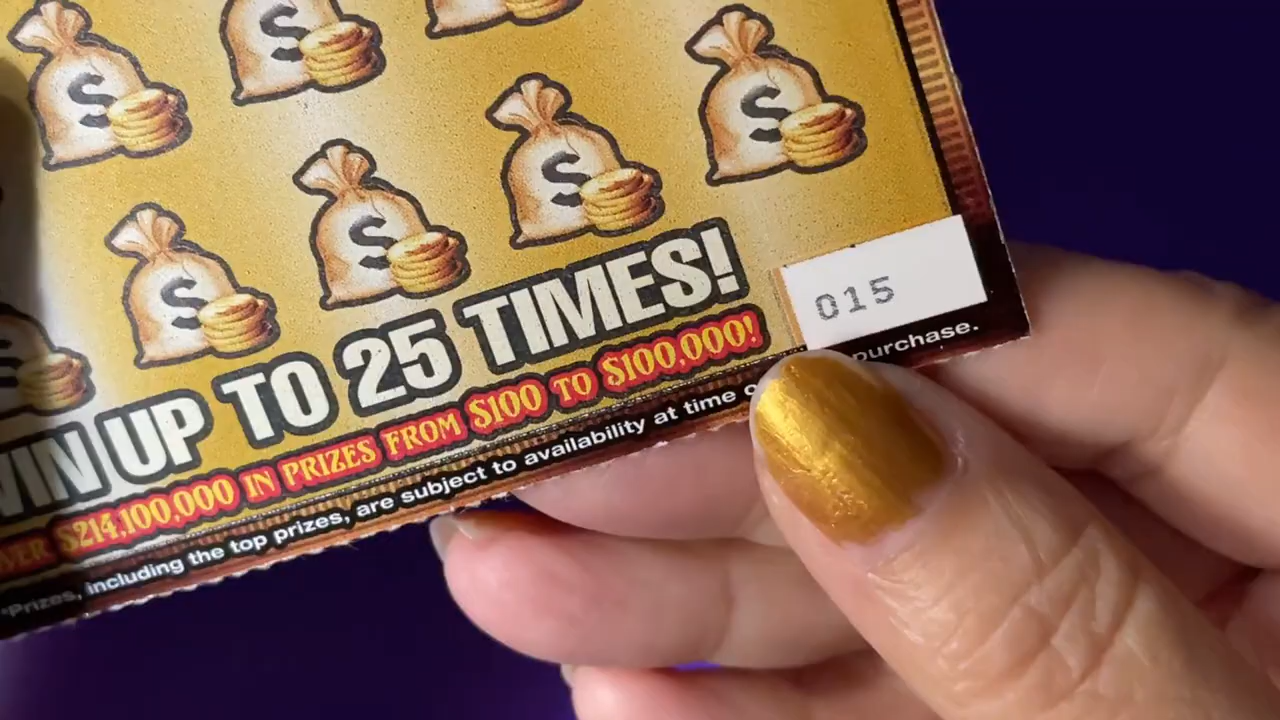 WIN UP TO 25 TIMES!
OVER $214,100,000 IN PRIZES FROM $100 TO $100,000!
015
*Prizes, including the top prizes, are subject to availability at time purchase.